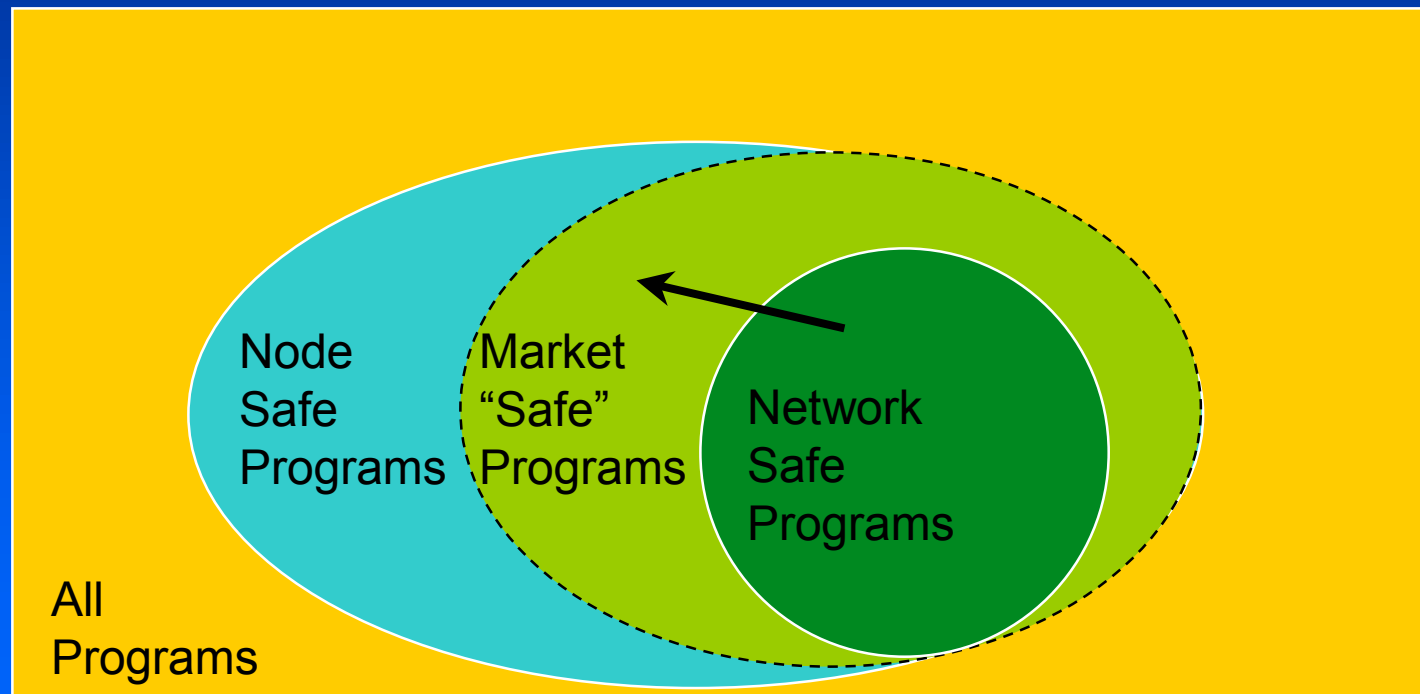 Node
Safe
Programs
Market
“Safe”
Programs
Network
Safe
Programs
All
Programs